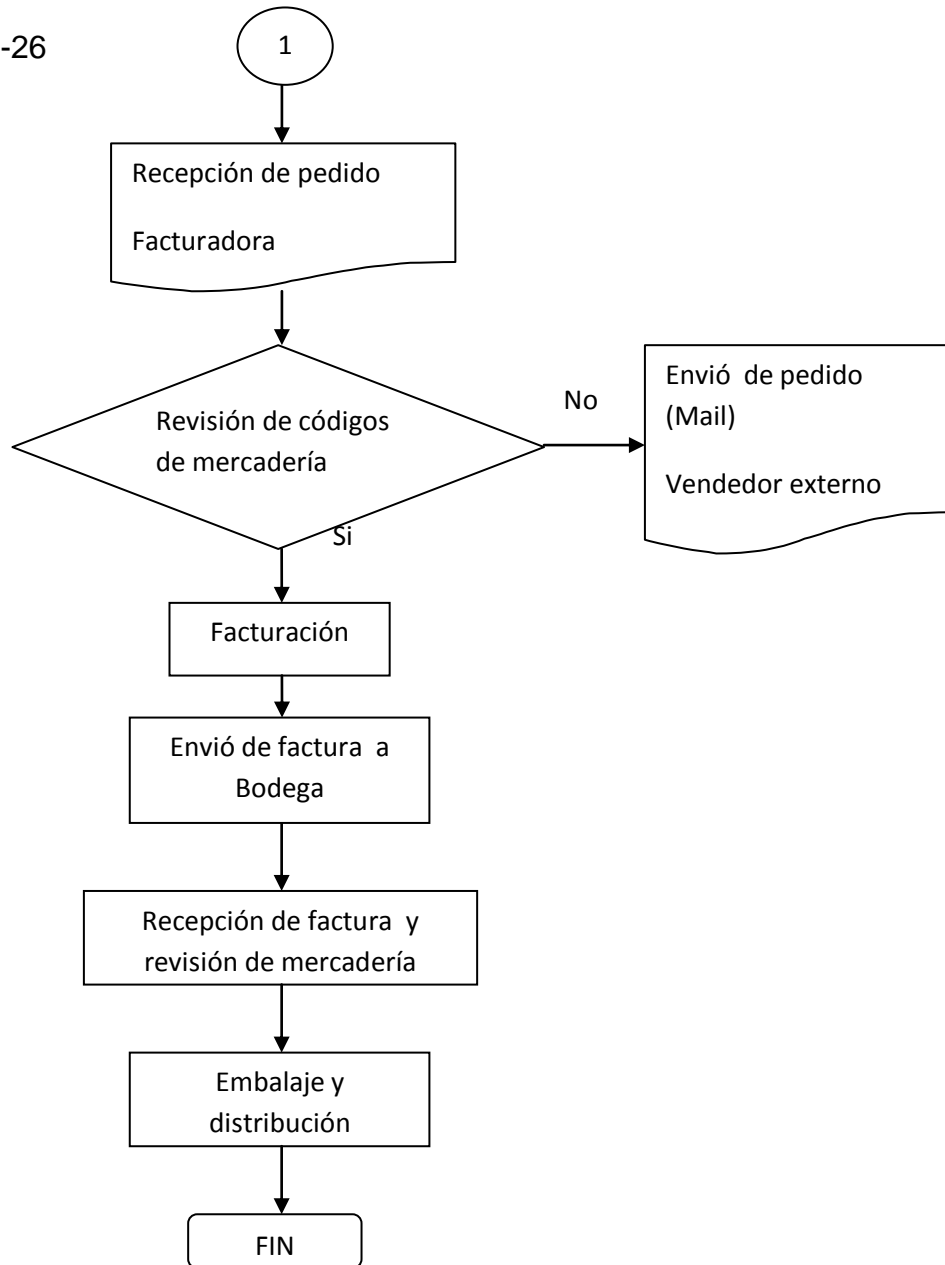 -26
1
Recepción de pedido
Facturadora
Revisión de códigos
de mercadería
No
Envió de pedido
(Mail)
Vendedor externo
Si
Facturación
Envió de factura a
Bodega
Recepción de factura y
revisión de mercadería
Embalaje y
distribución
FIN